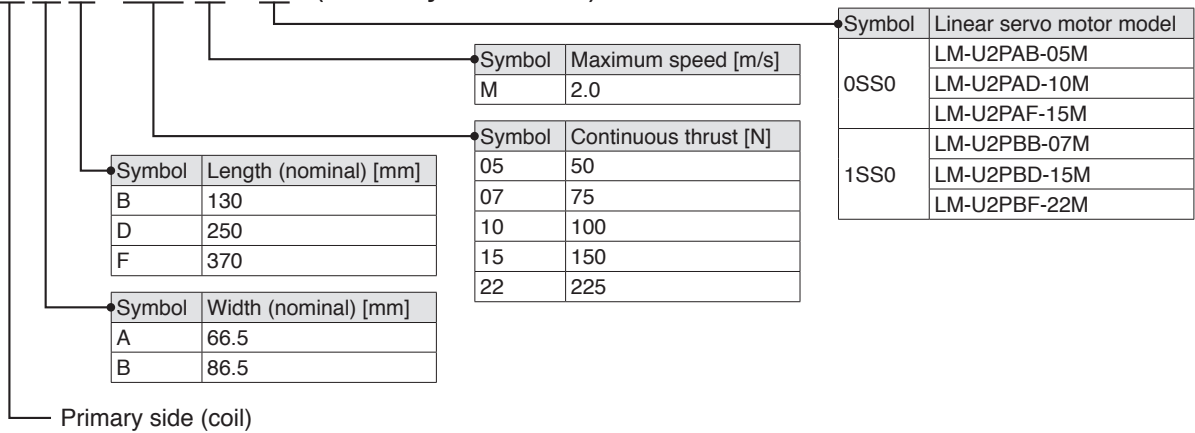 Symbol Linear servo motor model
0SS0 LM-U2PAB-05M
LM-U2PAD-10M
LM-U2PAF-15M
1SS0 LM-U2PBB-07M
LM-U2PBD-15M
LM-U2PBF-22M
Symbol Maximum speed [m/s]
M 2.0
Symbol Continuous thrust [N]
05 50
07 75
10 100
15 150
22 225
Symbol Length (nominal) [mm]
B 130
D 250
F 370
Symbol Width (nominal) [mm]
A 66.5
B 86.5
Primary side (coil)